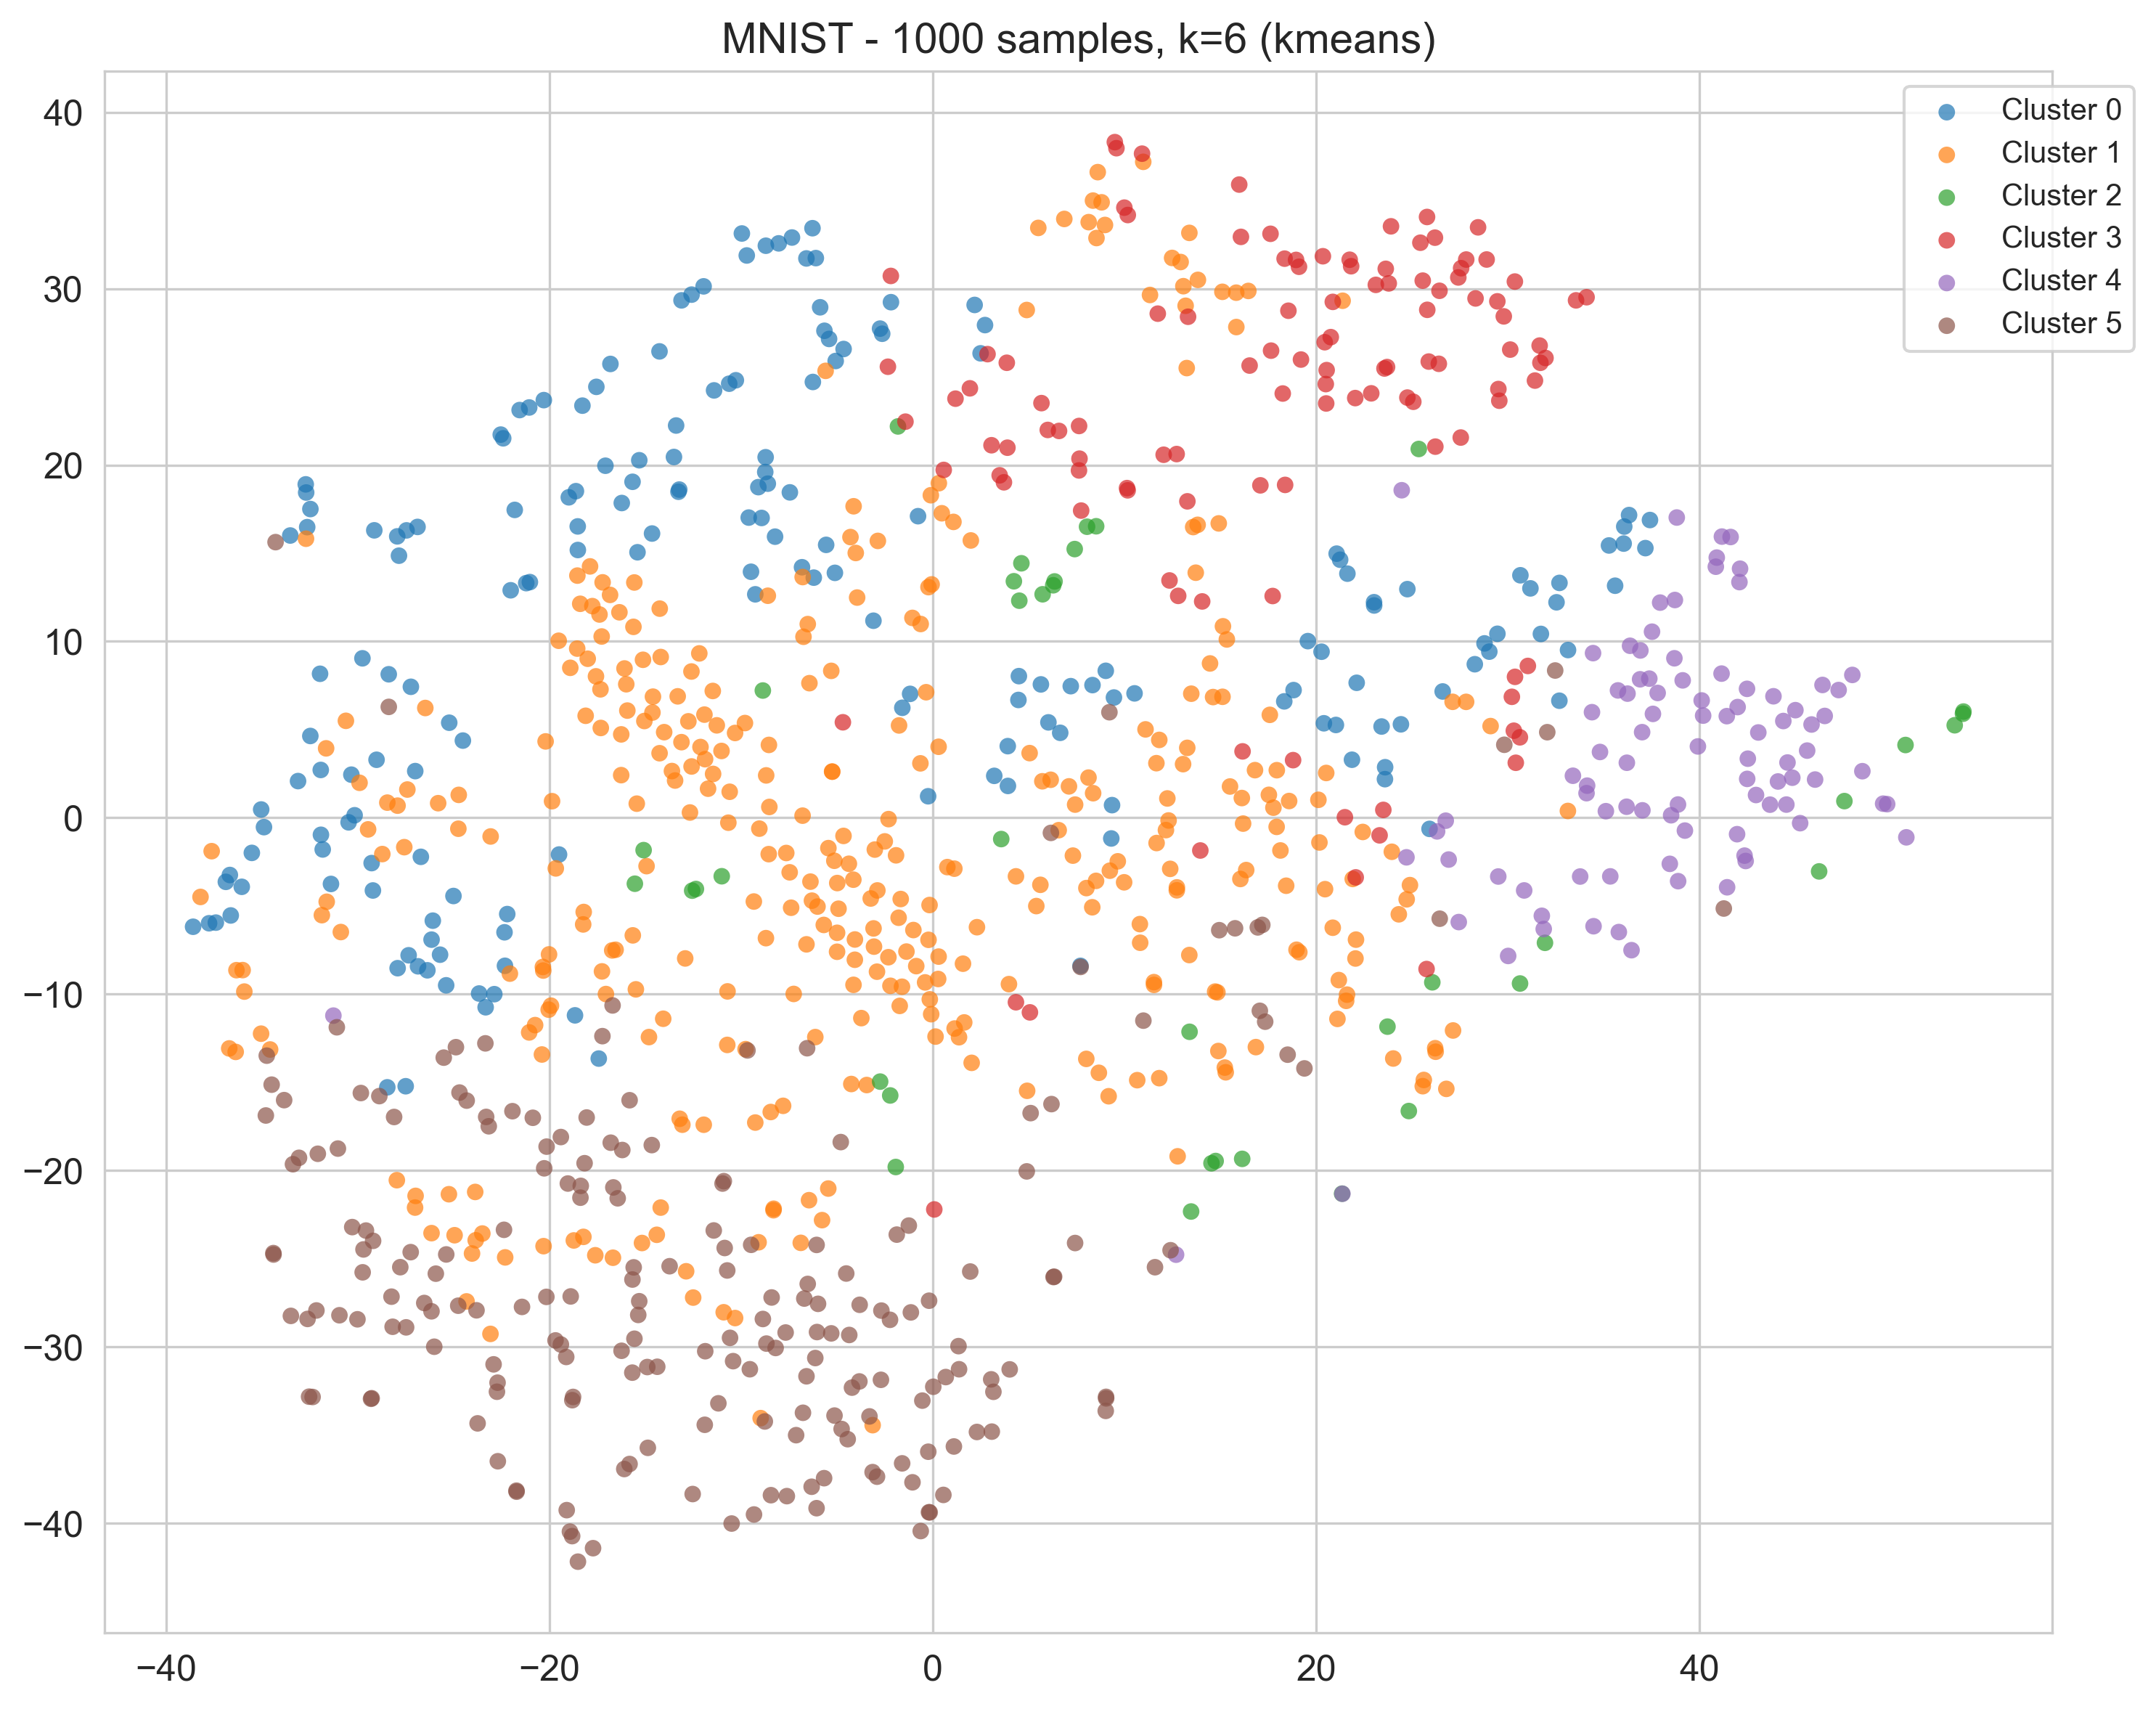 MNIST - 1000 samples, k=6 (kmeans)
40
30
20
10
0
−10
−20
−30
−40
−40
−20
0
20
40
Cluster 0
Cluster 1
Cluster 2
Cluster 3
Cluster 4
Cluster 5